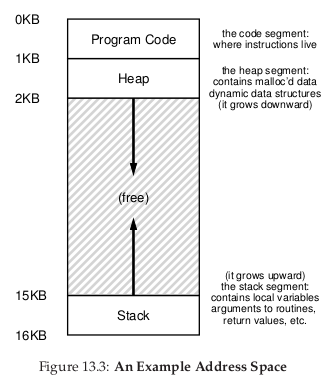 0KB
Program Code
the code segment:
where instructions live
1KB
Heap
the heap segment:
contains malloc'd data
dynamic data structures
(it grows downward)
2KB
(free)
(it grows upward)
the stack segment:
contains local variables
arguments to routines,
return values, etc.
15KB
Stack
16KB
Figure 13.3: An Example Address Space